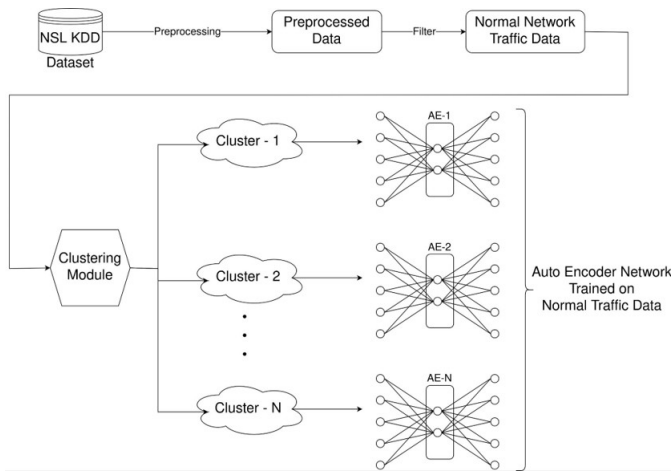 NSL KDD
Dataset
Preprocessing
Preprocessed
Data
Filter
Normal Network
Traffic Data
Cluster - 1
AE-1
Clustering
Module
Cluster - 2
AE-2
Auto Encoder Network
Trained on
Normal Traffic Data
Cluster - N
AE-N